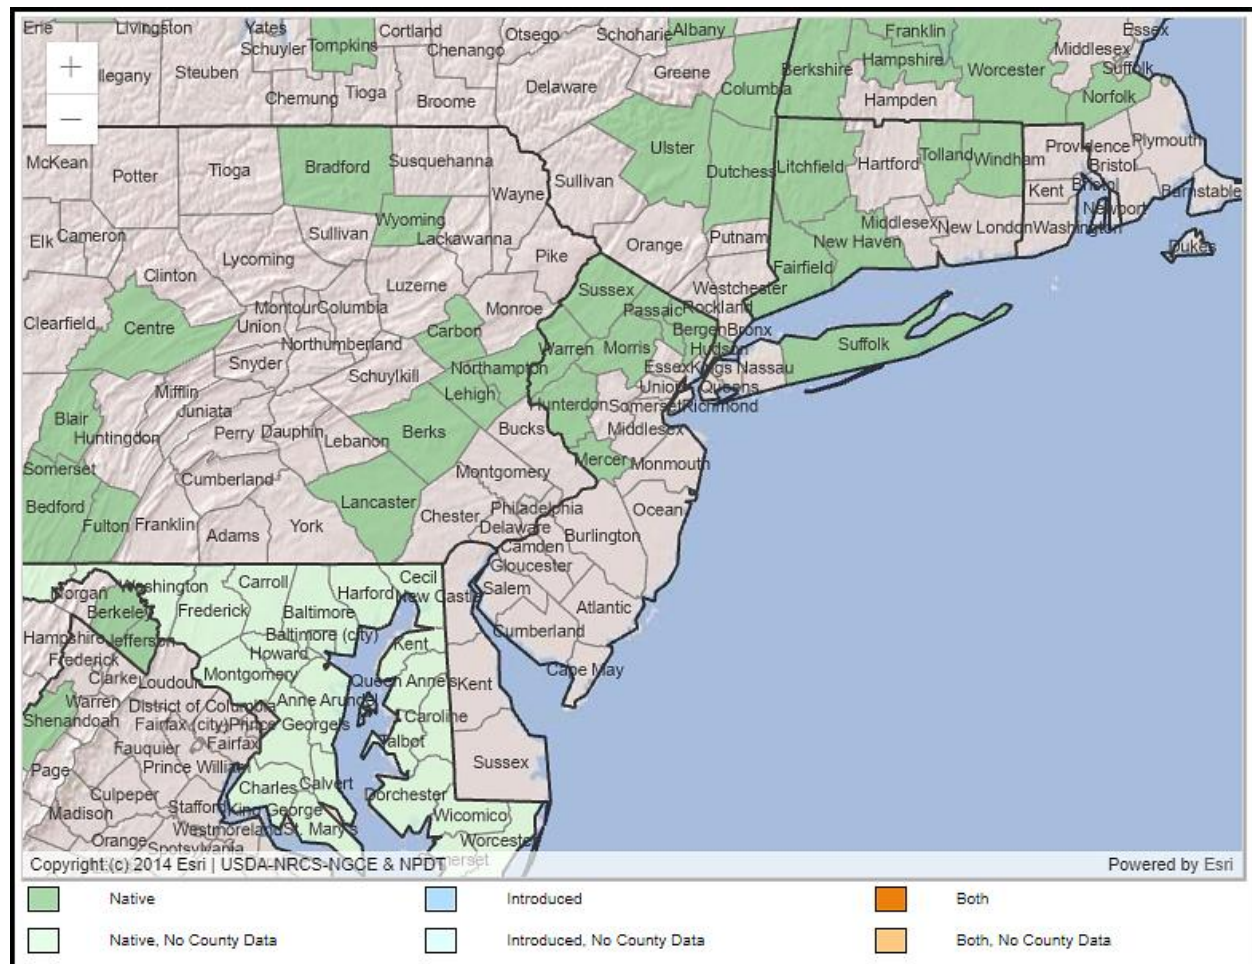 Erie Livingston Yates Cortland Otsego Schoharie Albany Franklin Essex
Schuyler Tompkins Chenango Middlesex
llegany Steuben Greene Berkshire Hampshire Worcester Suffolk
Chemung Tioga Broome Delaware Columbia Hampden Norfolk
McKean Potter Tioga Bradford Susquehanna Ulster Litchfield Hartford Tolland Windham Providence Plymouth
Wayne Sullivan Dutchess Kent Bristol Bristol Barnstable
Elk Cameron Sullivan Wyoming Lackawanna Orange Putnam Middlesex New London Washington Newport
Clinton Lycoming Pike New Haven Dukes
Luzerne Sussex Westchester Fairfield
Clearfield Centre Montour Columbia Monroe Passaic Rockland
Union Northumberland Carbon Bergen Bronx
Snyder Warren Morris Hudson Suffolk
Mifflin Schuylkill Northampton Essex Kings Nassau
Juniata Lehigh Union Queens
Blair Huntingdon Perry Dauphin Lebanon Berks Bucks Hunterdon Somerset Richmond
Middlesex
Somerset Cumberland Montgomery Mercer Monmouth
Bedford Fulton Franklin Adams York Lancaster Chester Philadelphia Ocean
Delaware Burlington
Camden
Gloucester
Morgan Washington Carroll Harford Cecil New Castle Salem
Berkeley Frederick Baltimore Atlantic
Hampshire Jefferson Baltimore (city) Cumberland
Frederick Howard Kent
Clarke Loudoun Montgomery Queen Anne's Kent Cape May
Warren District of Columbia Anne Arundel
Shenandoah Fairfax (city) Prince George's Caroline
Fauquier Fairfax Talbot
Page Prince William Sussex
Culpeper Charles Calvert Dorchester
Madison Stafford King George Wicomico
Orange Westmoreland St. Mary's Worcester
Spotsylvania
Somerset
+
−
Copyright:(c) 2014 Esri | USDA-NRCS-NGCE & NPDT Powered by Esri
Native Introduced Both
Native, No County Data Introduced, No County Data Both, No County Data